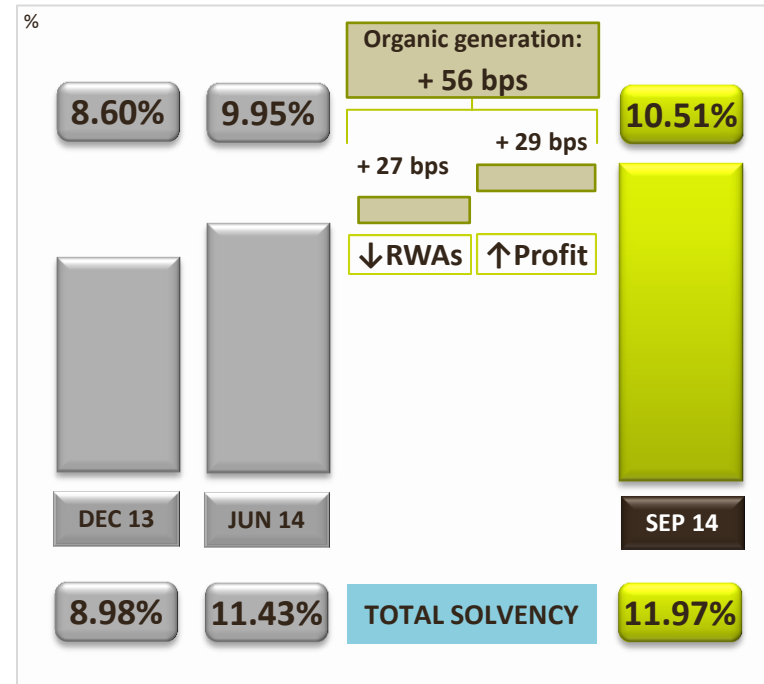 %
Organic generation:
+ 56 bps
8.60%
9.95%
10.51%
+ 27 bps
+ 29 bps
↓RWAs
↑Profit
DEC 13
JUN 14
SEP 14
8.98%
11.43%
TOTAL SOLVENCY
11.97%